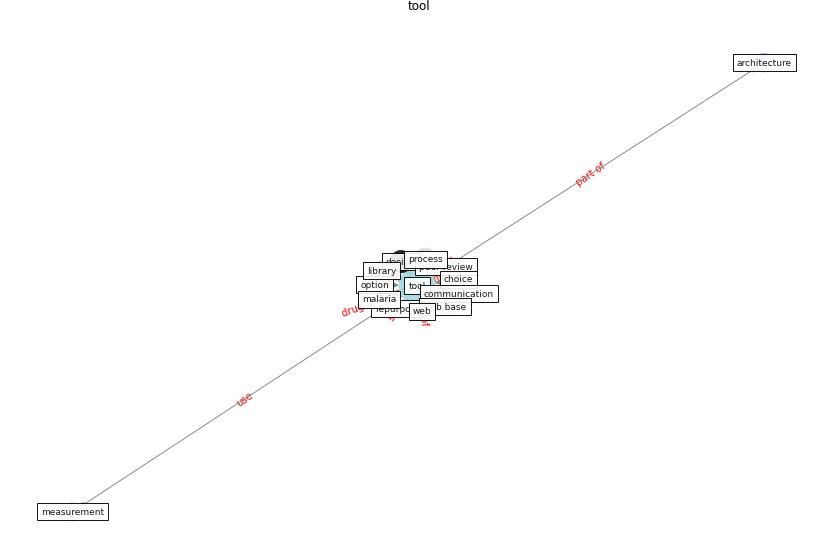 tool
architecture
part of
process
review
library
choice
option
tool
communication
malaria
b base
drug
web
use
measurement